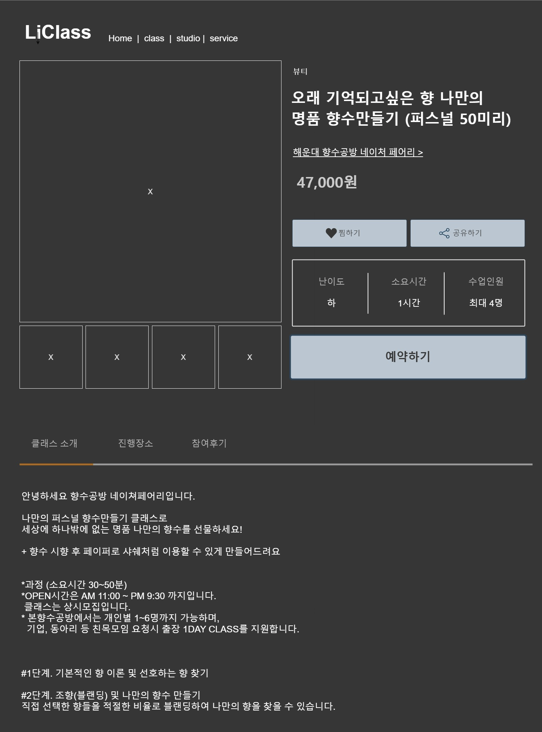 LiClass
Home | class | studio | service
뷰티
오래 기억되고싶은 향 나만의
명품 향수만들기 (퍼스널 50미리)
해운대 향수공방 네이처 페어리 >
47,000원
X
찜하기 공유하기
난이도 소요시간 수업인원
하 1시간 최대 4명
예약하기
X X X X
클래스 소개 진행장소 참여후기
안녕하세요 향수공방 네이쳐페어리입니다.
나만의 퍼스널 향수만들기 클래스로
세상에 하나밖에 없는 명품 나만의 향수를 선물하세요!
+ 향수 시향 후 페이퍼로 샤쉐처럼 이용할 수 있게 만들어드려요
*과정 (소요시간 30~50분)
*OPEN시간은 AM 11:00 ~ PM 9:30 까지입니다.
클래스는 상시모집입니다.
* 본향수공방에서는 개인별 1~6명까지 가능하며,
기업, 동아리 등 친목모임 요청시 출장 1DAY CLASS를 지원합니다.
#1단계. 기본적인 향 이론 및 선호하는 향 찾기
#2단계. 조향(블랜딩) 및 나만의 향수 만들기
직접 선택한 향들을 적절한 비율로 블랜딩하여 나만의 향을 찾을 수 있습니다.